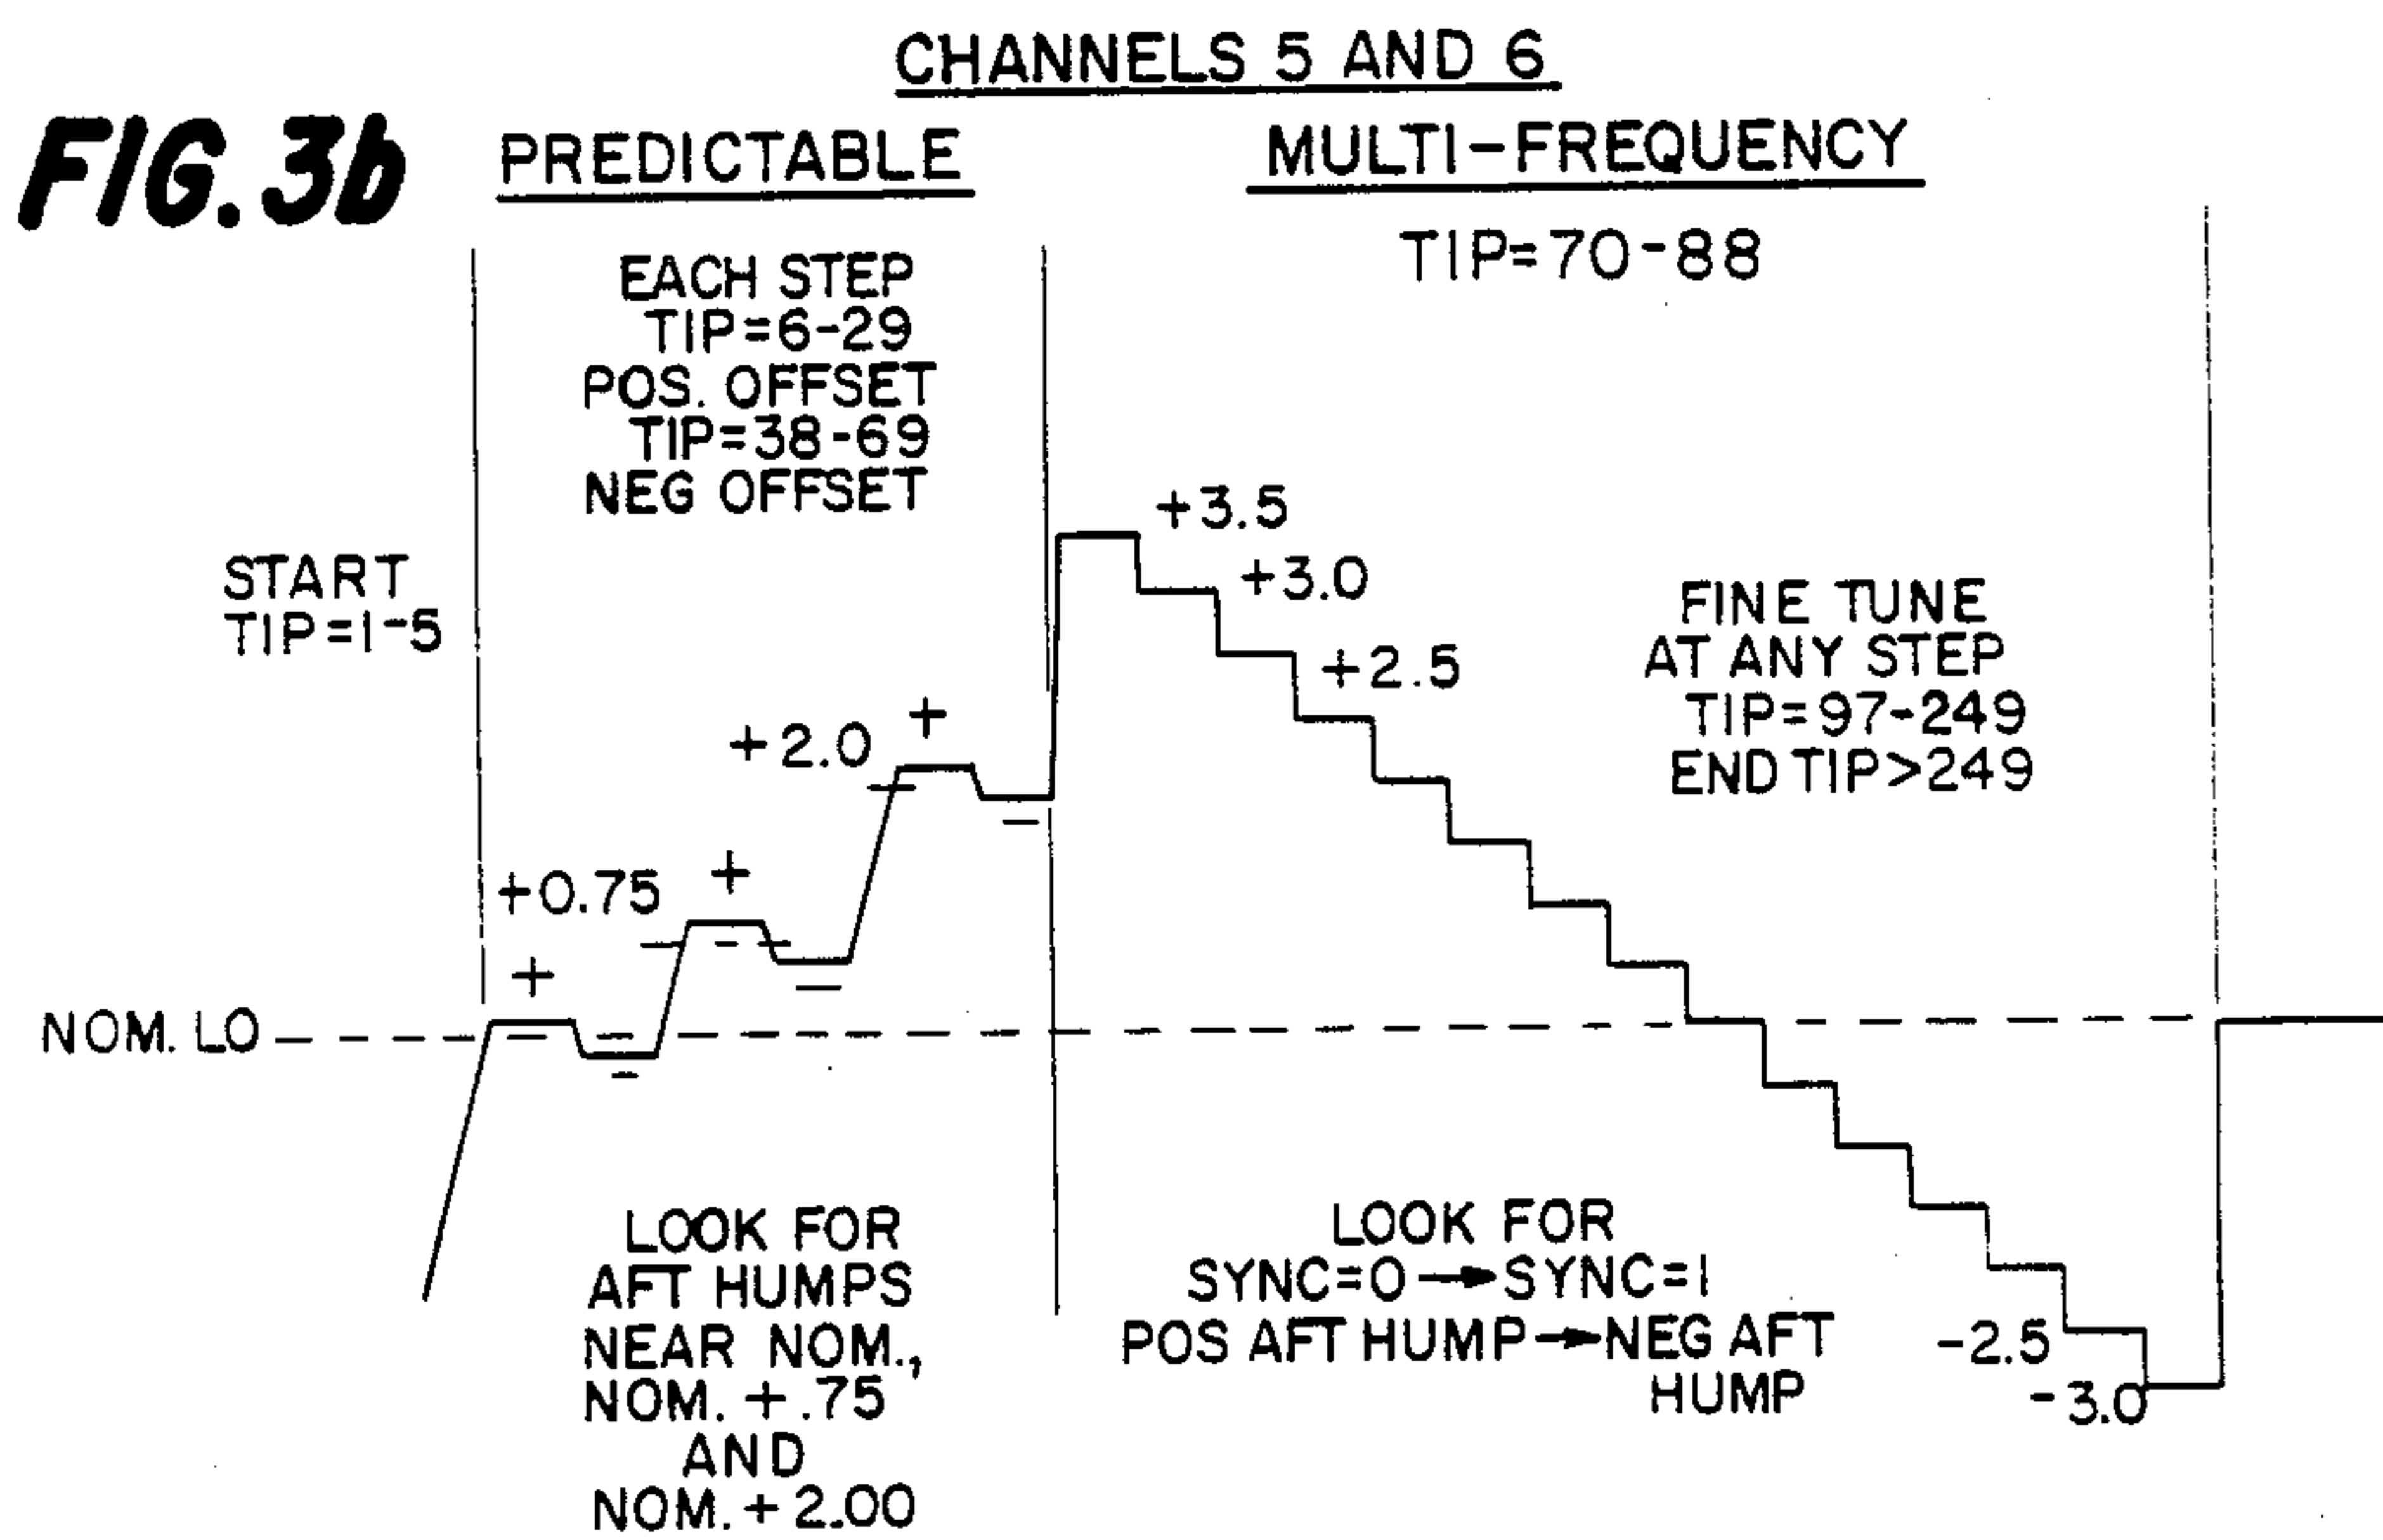 CHANNELS 5 AND 6
FIG. 3b
PREDICTABLE
MULTI-FREQUENCY
TIP=70-88
EACH STEP
TIP=6-29
POS. OFFSET
TIP=38-69
NEG OFFSET
START
TIP=1-5
+3.5
+3.0
+2.5
FINE TUNE
AT ANY STEP
TIP=97-249
END TIP>249
+2.0
+
+0.75
+
+
NOM. LO
LOOK FOR
AFT HUMPS
NEAR NOM.,
NOM. +.75
AND
NOM. +2.00
LOOK FOR
SYNC=0→SYNC=1
POS AFT HUMP→NEG AFT
HUMP
-2.5
-3.0